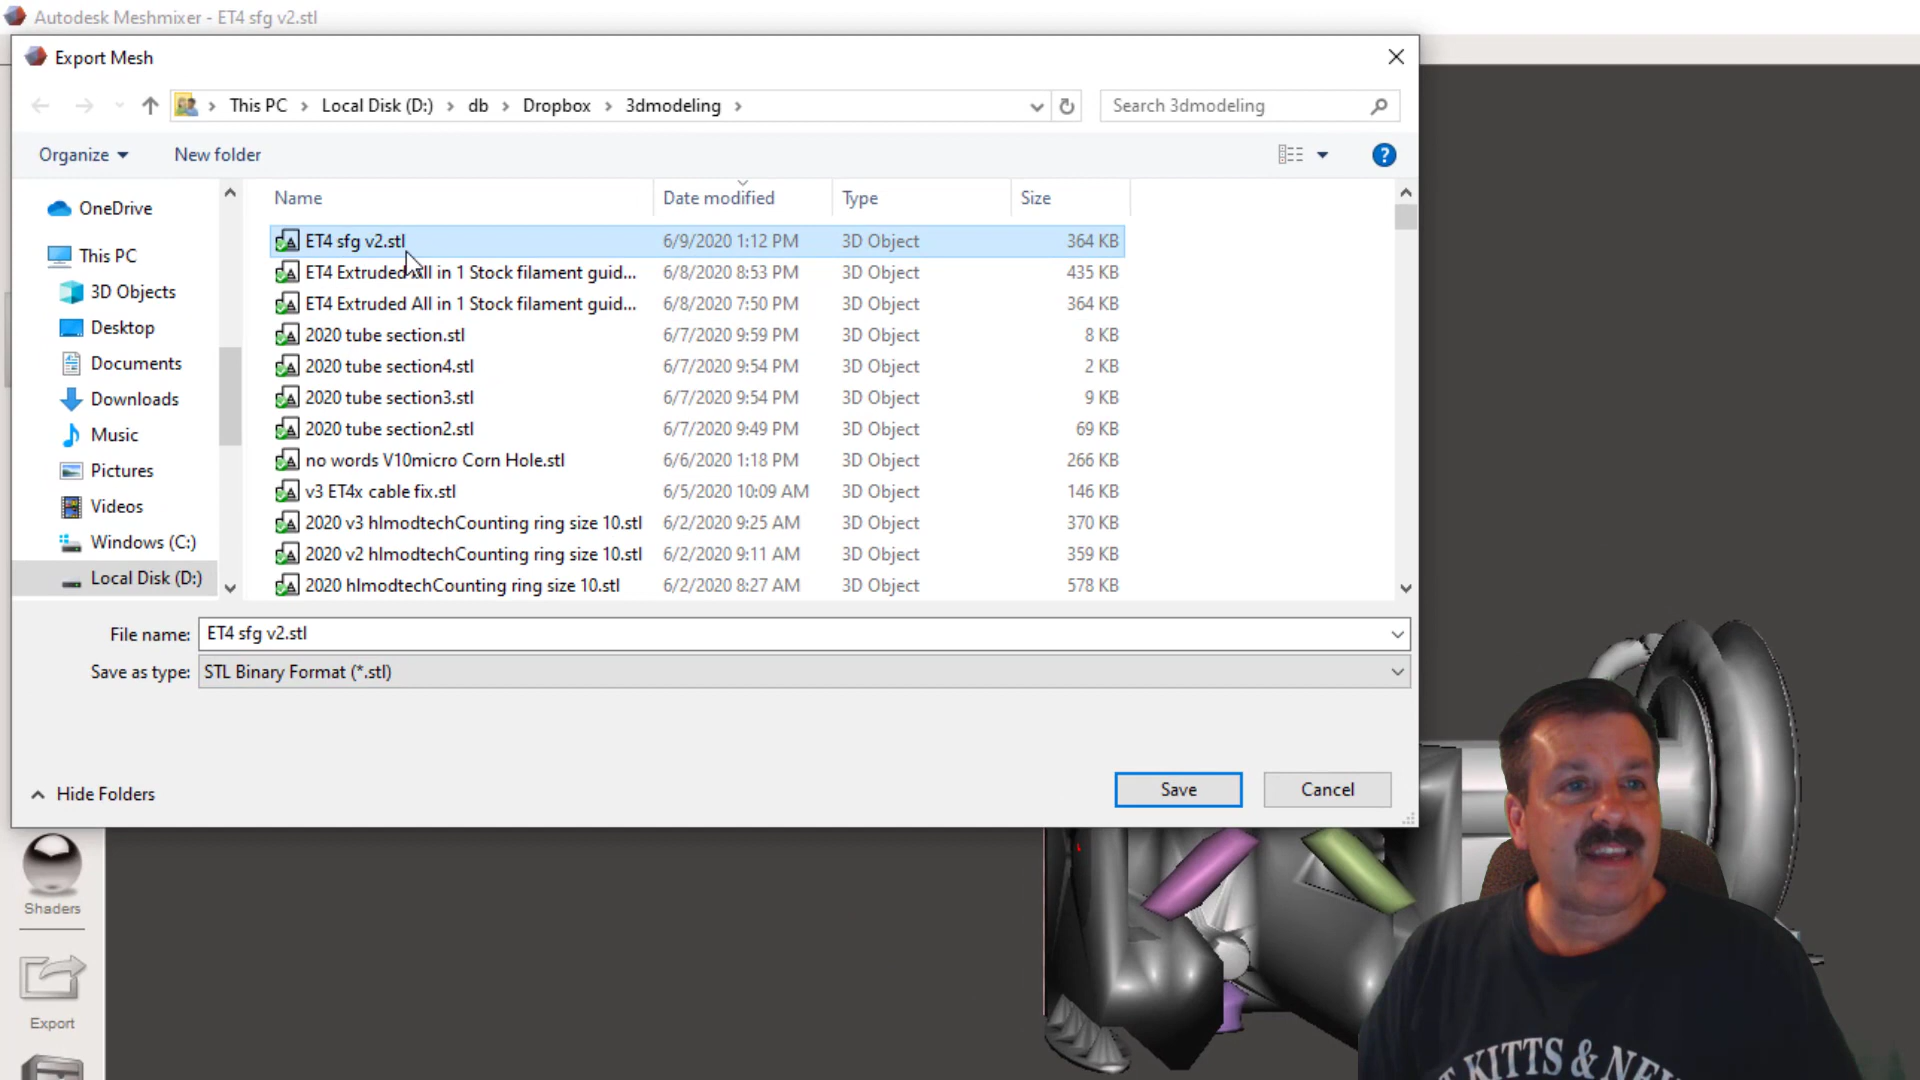 Autodesk Meshmixer - ET4 sfg v2.stl
Export Mesh
This PC > Local Disk (D:) > db > Dropbox > 3dmodeling >
Search 3dmodeling
Organize
New folder
?
Name Date modified Type Size
OneDrive
This PC
3D Objects
Desktop
Documents
Downloads
Music
Pictures
Videos
Windows (C:)
Local Disk (D:)
ET4 sfg v2.stl 6/9/2020 1:12 PM 3D Object 364 KB
ET4 Extruded All in 1 Stock filament guid... 6/8/2020 8:53 PM 3D Object 435 KB
ET4 Extruded All in 1 Stock filament guid... 6/8/2020 7:50 PM 3D Object 364 KB
2020 tube section.stl 6/7/2020 9:59 PM 3D Object 8 KB
2020 tube section4.stl 6/7/2020 9:54 PM 3D Object 2 KB
2020 tube section3.stl 6/7/2020 9:54 PM 3D Object 9 KB
2020 tube section2.stl 6/7/2020 9:49 PM 3D Object 69 KB
no words V10micro Corn Hole.stl 6/6/2020 1:18 PM 3D Object 266 KB
v3 ET4x cable fix.stl 6/5/2020 10:09 AM 3D Object 146 KB
2020 v3 hlmodtechCounting ring size 10.stl 6/2/2020 9:25 AM 3D Object 370 KB
2020 v2 hlmodtechCounting ring size 10.stl 6/2/2020 9:11 AM 3D Object 359 KB
2020 hlmodtechCounting ring size 10.stl 6/2/2020 8:27 AM 3D Object 578 KB
File name: ET4 sfg v2.stl
Save as type: STL Binary Format (*.stl)
Hide Folders
Save
Cancel
Shaders
Export
KITTS &